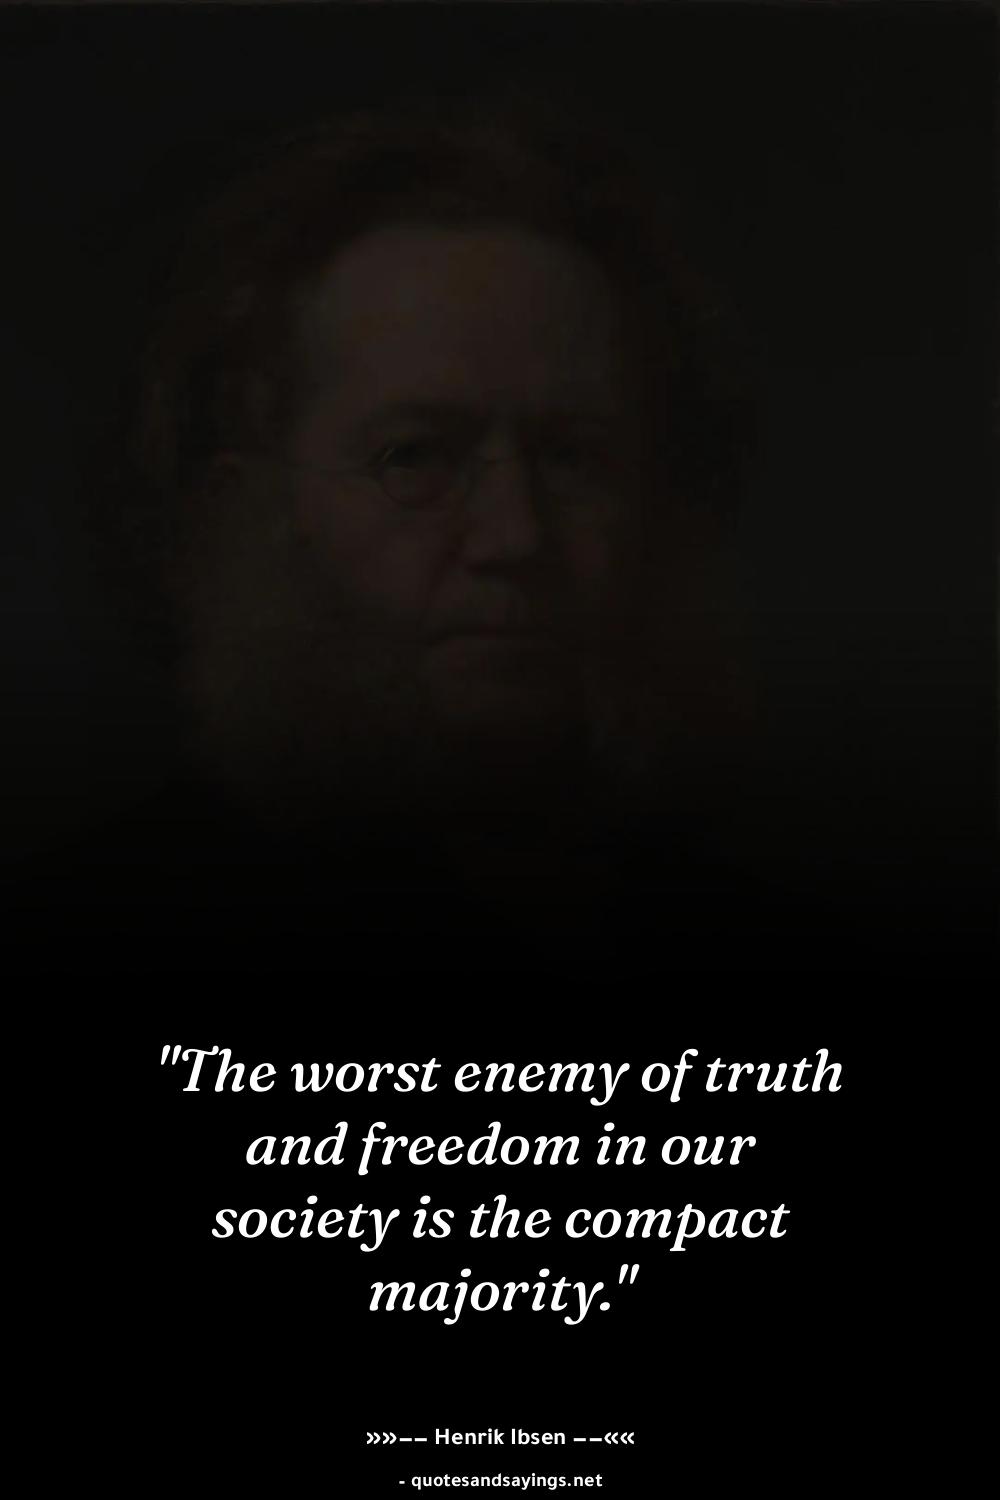 "The worst enemy of truth
and freedom in our
society is the compact
majority."
»»−− Henrik Ibsen −−««
- quotesandsayings.net